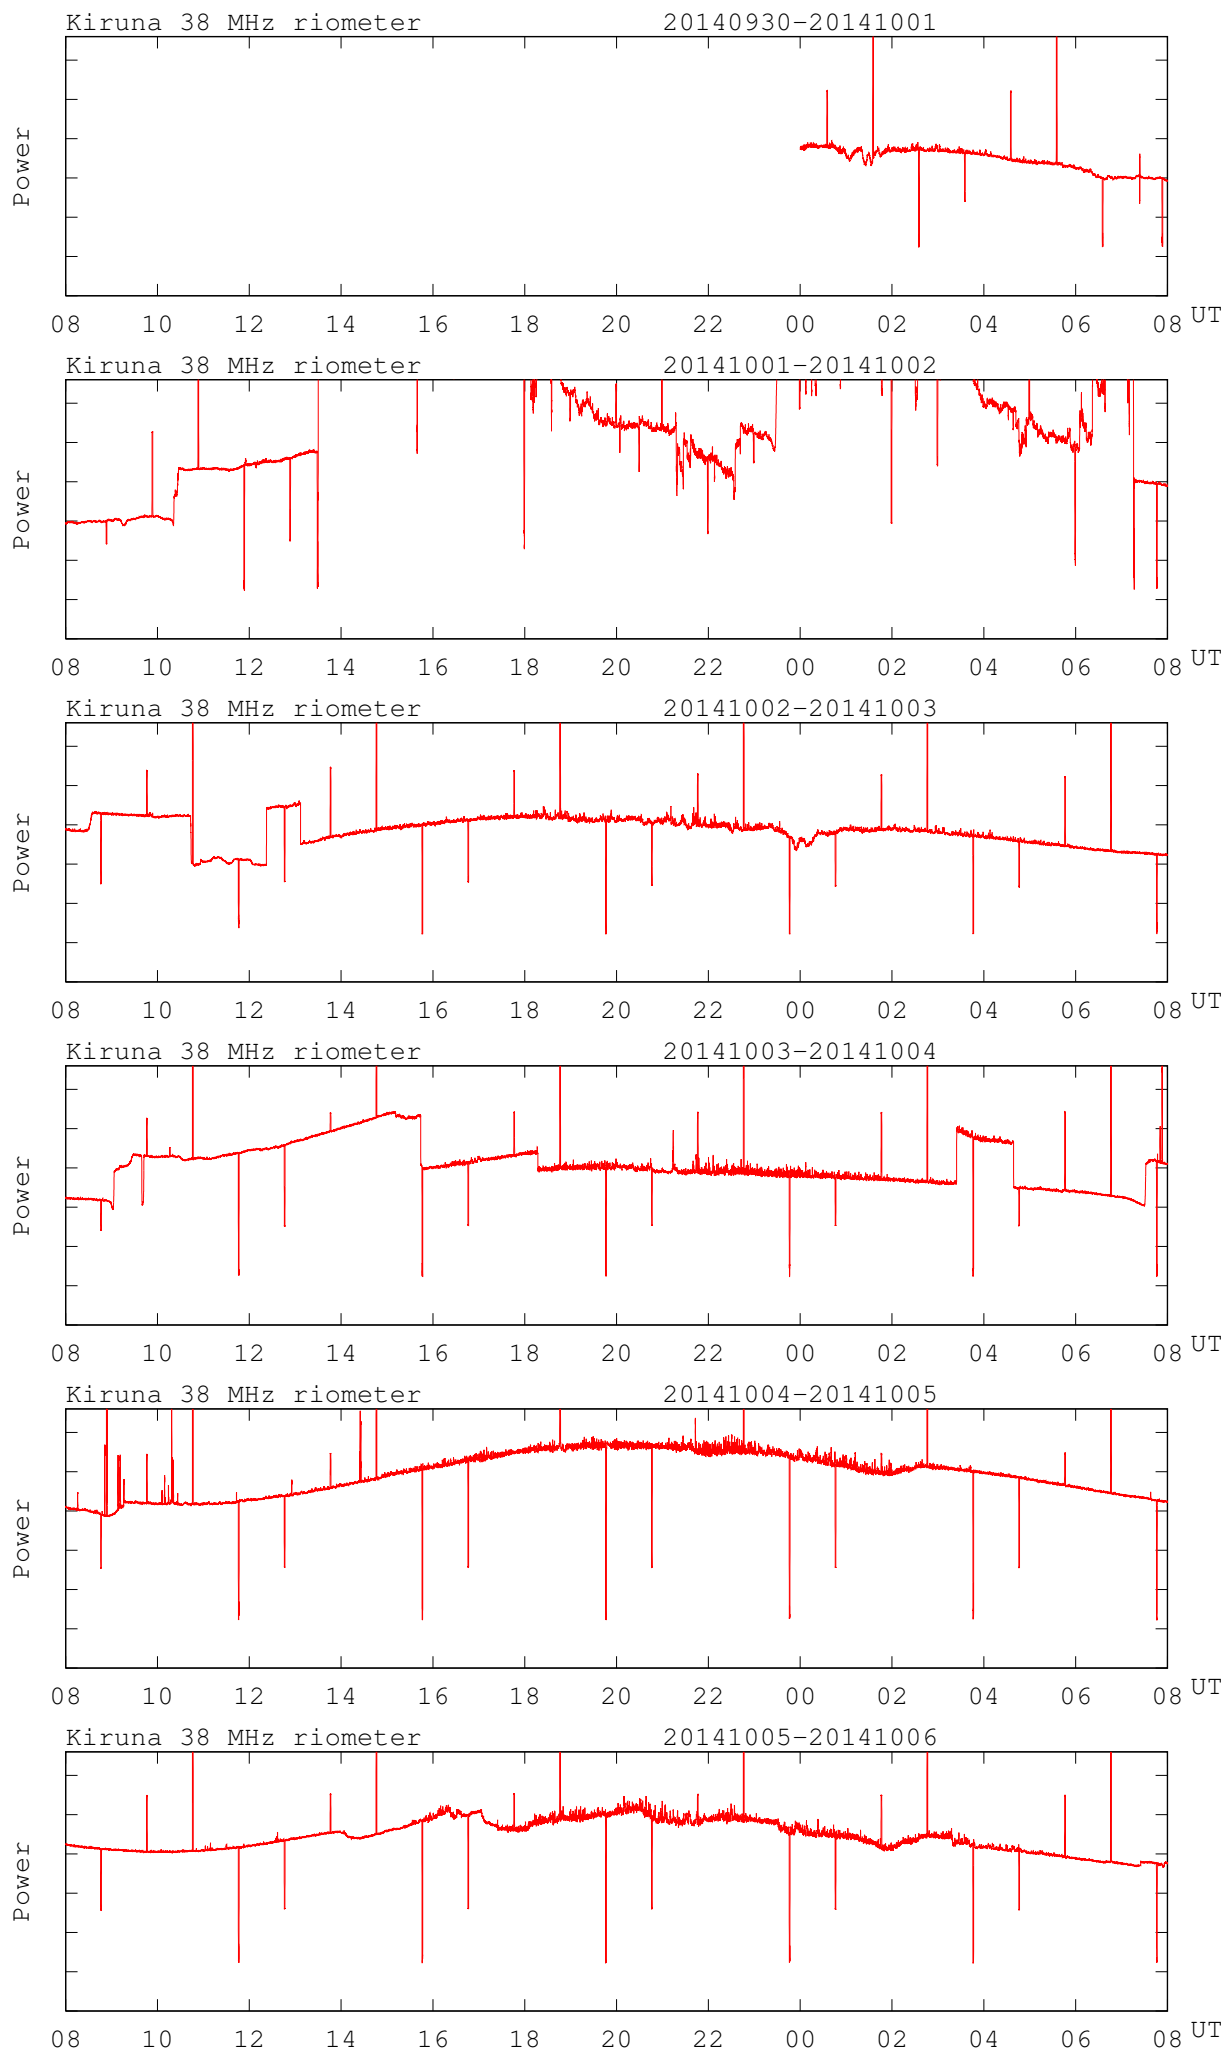 Kiruna 38 MHz riometer 20140930-20141001
Power
08 10 12 14 16 18 20 22 00 02 04 06 08 UT
Kiruna 38 MHz riometer 20141001-20141002
Power
08 10 12 14 16 18 20 22 00 02 04 06 08 UT
Kiruna 38 MHz riometer 20141002-20141003
Power
08 10 12 14 16 18 20 22 00 02 04 06 08 UT
Kiruna 38 MHz riometer 20141003-20141004
Power
08 10 12 14 16 18 20 22 00 02 04 06 08 UT
Kiruna 38 MHz riometer 20141004-20141005
Power
08 10 12 14 16 18 20 22 00 02 04 06 08 UT
Kiruna 38 MHz riometer 20141005-20141006
Power
08 10 12 14 16 18 20 22 00 02 04 06 08 UT